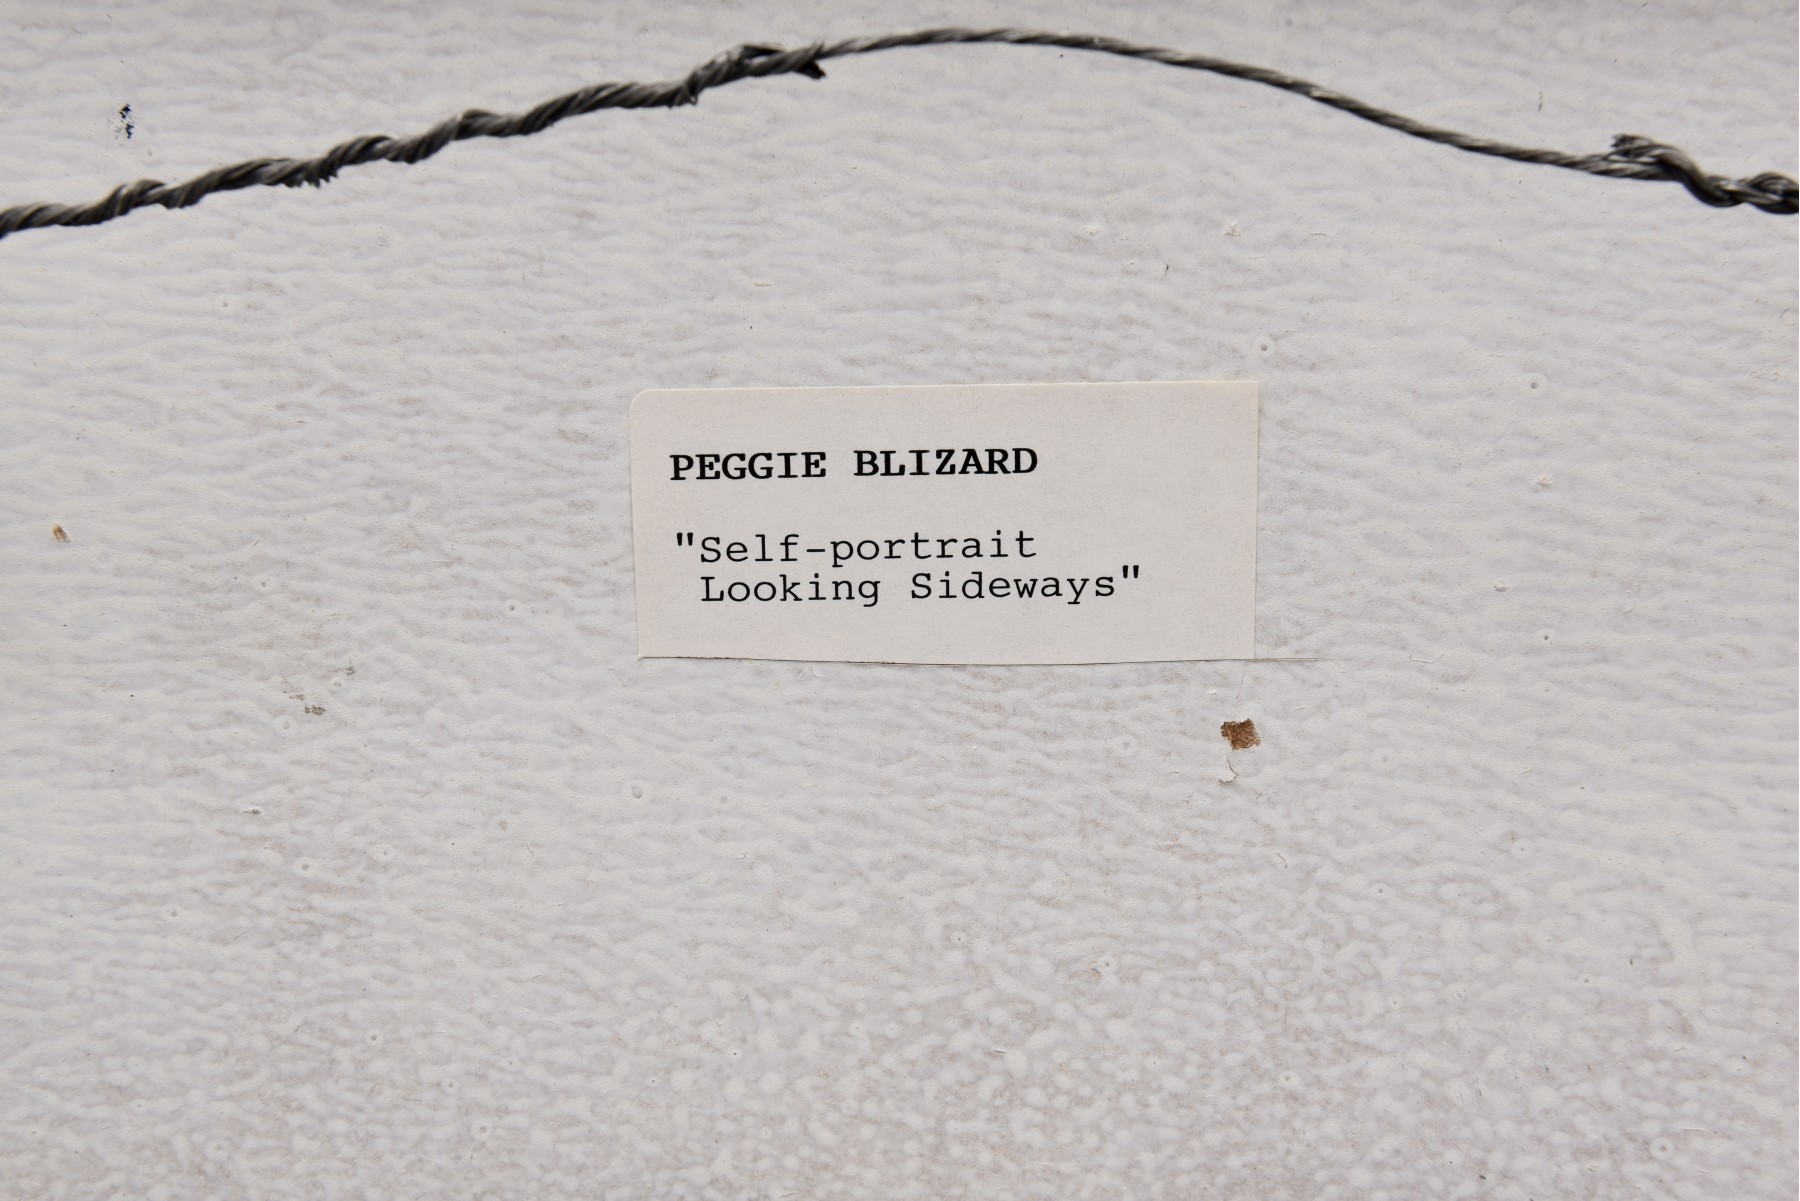 PEGGIE BLIZARD
"Self-portrait
Looking Sideways"